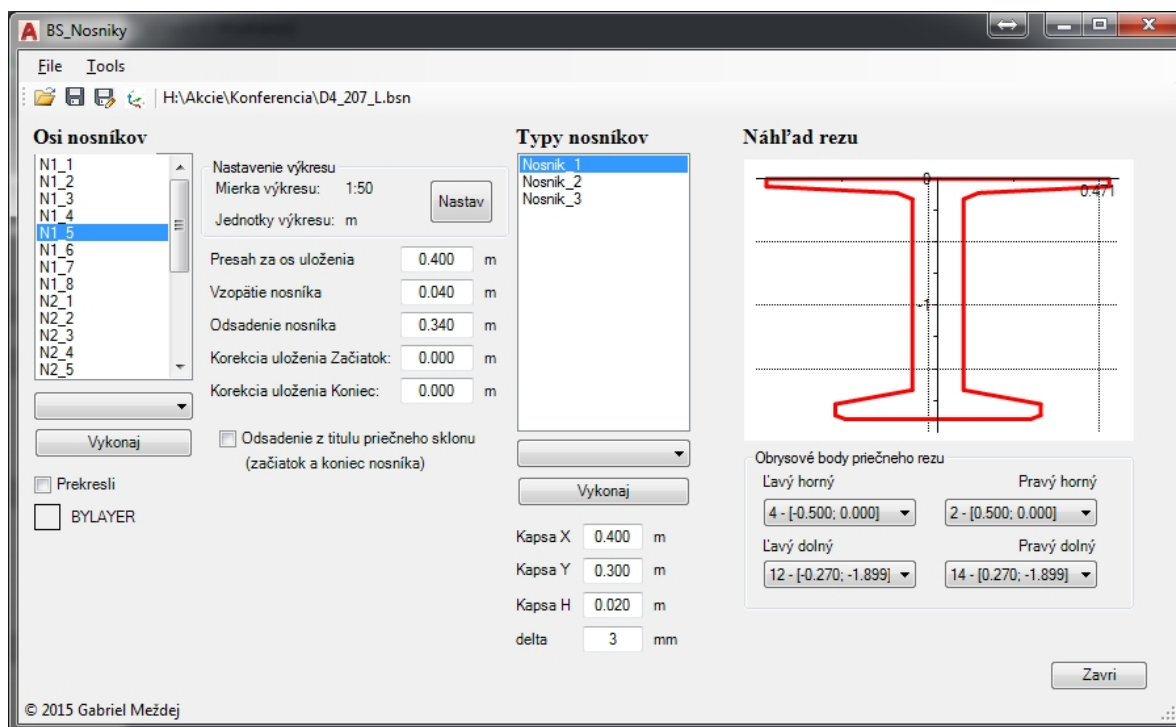 BS_Nosniky
File Tools
H:\Akcie\Konferencia\D4_207_L.bsn
Osi nosníkov
N1_1
N1_2
N1_3
N1_4
N1_5
N1_6
N1_7
N1_8
N2_1
N2_2
N2_3
N2_4
N2_5
Vykonaj
Prekresli
BYLAYER
Nastavenie výkresu
Mierka výkresu: 1:50
Jednotky výkresu: m
Nastav
Presah za os uloženia 0.400 m
Vzopätie nosníka 0.040 m
Odsadenie nosníka 0.340 m
Korekcia uloženia Začiatok: 0.000 m
Korekcia uloženia Koniec: 0.000 m
Odsadenie z titulu priečneho sklonu
(začiatok a koniec nosníka)
Typy nosníkov
Nosnik_1
Nosnik_2
Nosnik_3
Vykonaj
Kapsa X 0.400 m
Kapsa Y 0.300 m
Kapsa H 0.020 m
delta 3 mm
Náhľad rezu
0
0.471
-1
Obrysové body priečneho rezu
Ľavý horný Pravý horný
4 - [-0.500; 0.000] 2 - [0.500; 0.000]
Ľavý dolný Pravý dolný
12 - [-0.270; -1.899] 14 - [0.270; -1.899]
Zavri
© 2015 Gabriel Meždej